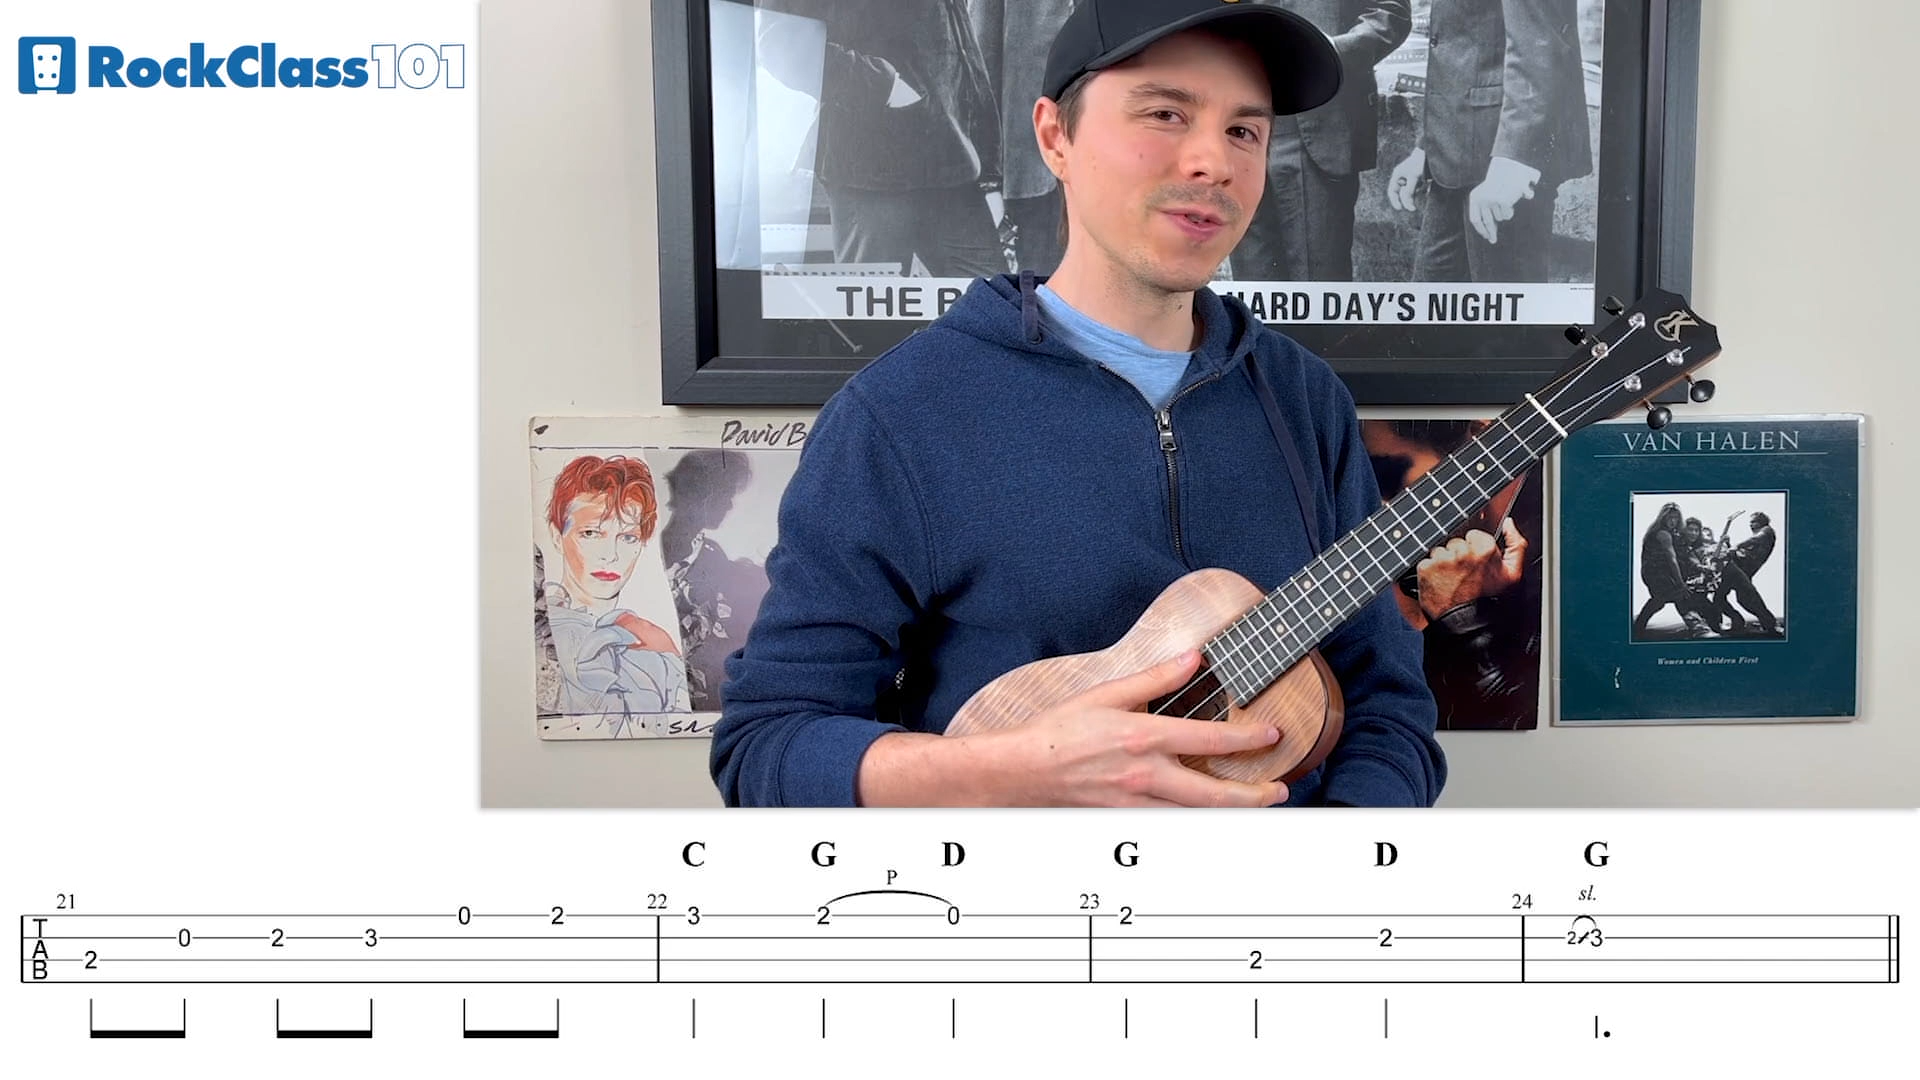 RockClass101
THE B
HARD DAY'S NIGHT
David B
VAN HALEN
Women and Children First
C G D G D G
P
sl.
21 22 23 24
T
A
B
2 0 2 3 0 2 3 2 0 2 2 2 2 3